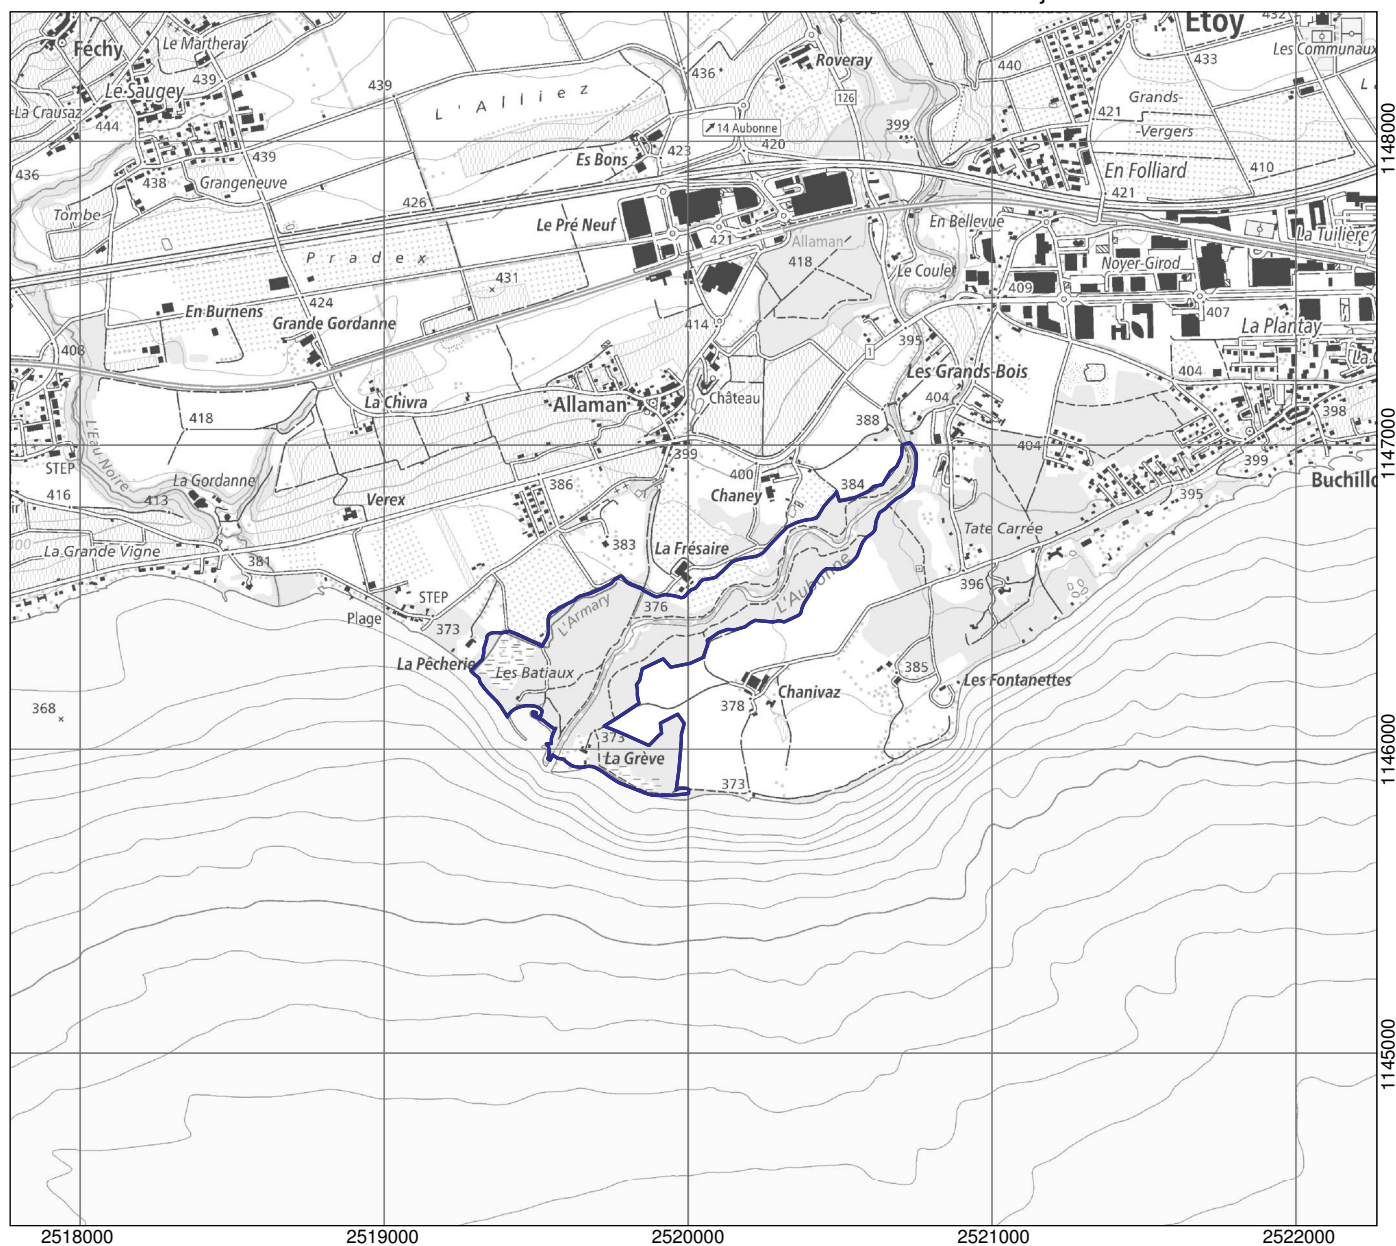 Etoy
432
Féchy
Le Martheray
Les Communaux
439
439
436
Roveray
440
433
La Crausaz
Le Saugey
L'Alliez
126
Grands-
-Vergers
421
L.
444
14 Aubonne
399
1148000
439
Es Bons
423
420
436
438
Grangeneuve
En Folliard
410
421
426
Tombe
Le Pré Neuf
421
Allaman
En Bellevue
La Tuilière
Pradex
431
418
Le Coulet
Noyer-Girod
409
424
En Burnens
Grande Gordanne
414
407
La Plantay
408
1
395
La
Les Grands-Bois
404
La Chivra
Allaman
Château
404
418
388
398
1147000
L'Eau Noire
STEP
La Gordanne
399
404
399
416
413
386
400
384
Buchillo
Verex
Chaney
395
383
Tate Carrée
La Grande Vigne
381
La Frésaire
STEP
L'Armary
376
L'Aubonne
396
Plage
373
La Pêcherie
Les Batiaux
385
Les Fontanettes
Chanivaz
368
378
373
1146000
La Grève
373
1145000
2518000
2519000
2520000
2521000
2522000